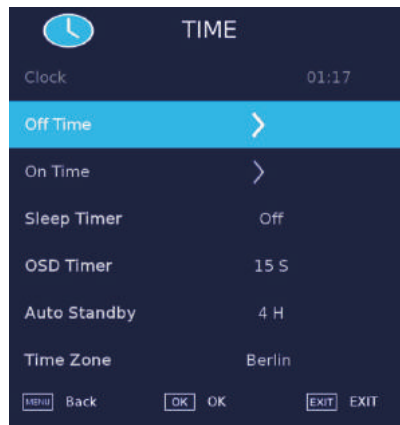 TIME
Clock 01:17
Off Time
On Time
Sleep Timer Off
OSD Timer 15 S
Auto Standby 4 H
Time Zone Berlin
MENU Back OK OK EXIT EXIT